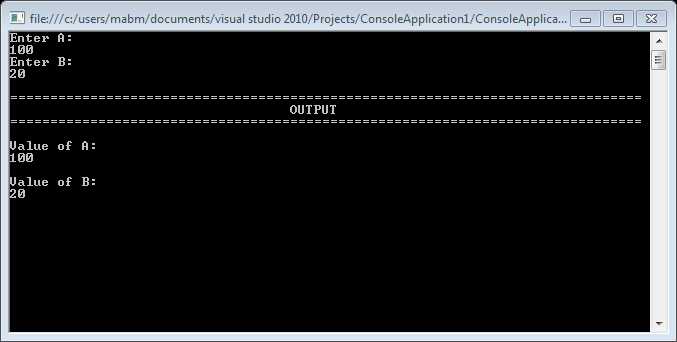 file:///c:/users/mabm/documents/visual studio 2010/Projects/ConsoleApplication1/ConsoleApplica...
Enter A:
100
Enter B:
20
===============================================================================
OUTPUT
===============================================================================
Value of A:
100
Value of B:
20